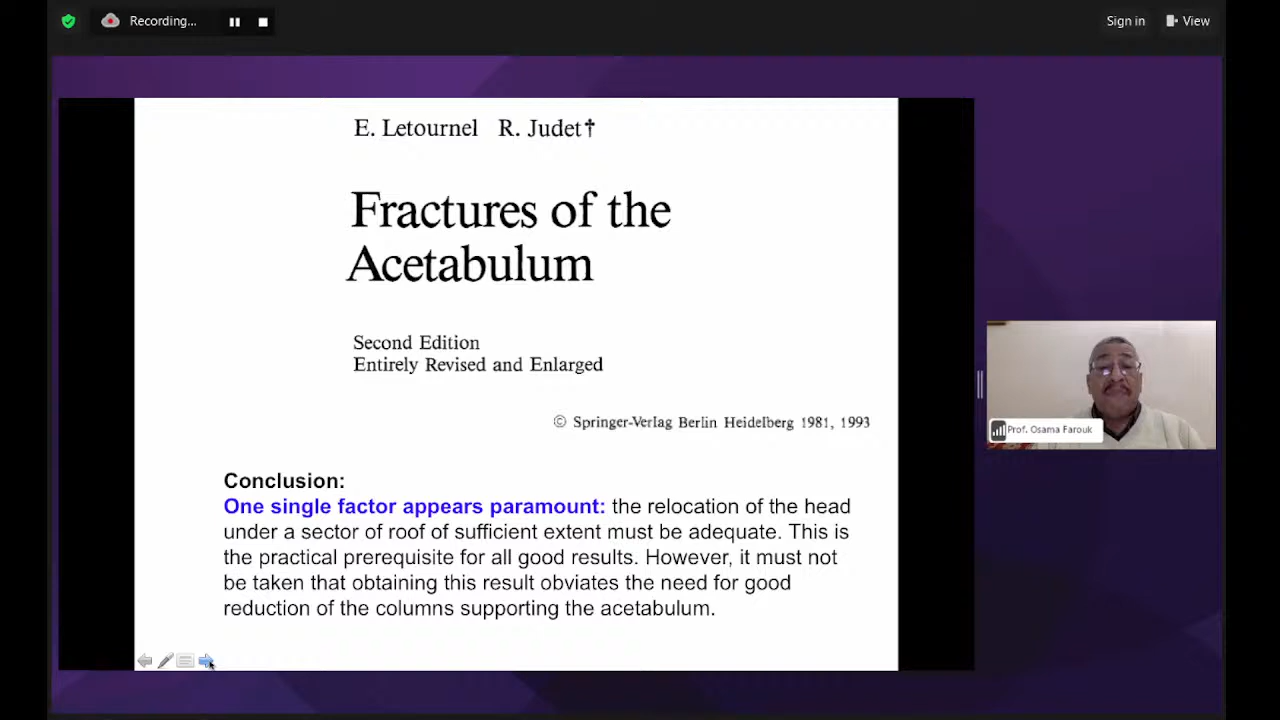 Recording...
Sign in
View
E. Letournel R. Judet†
Fractures of the
Acetabulum
Second Edition
Entirely Revised and Enlarged
© Springer-Verlag Berlin Heidelberg 1981, 1993
Conclusion:
One single factor appears paramount: the relocation of the head
under a sector of roof of sufficient extent must be adequate. This is
the practical prerequisite for all good results. However, it must not
be taken that obtaining this result obviates the need for good
reduction of the columns supporting the acetabulum.
Prof. Osama Farouk